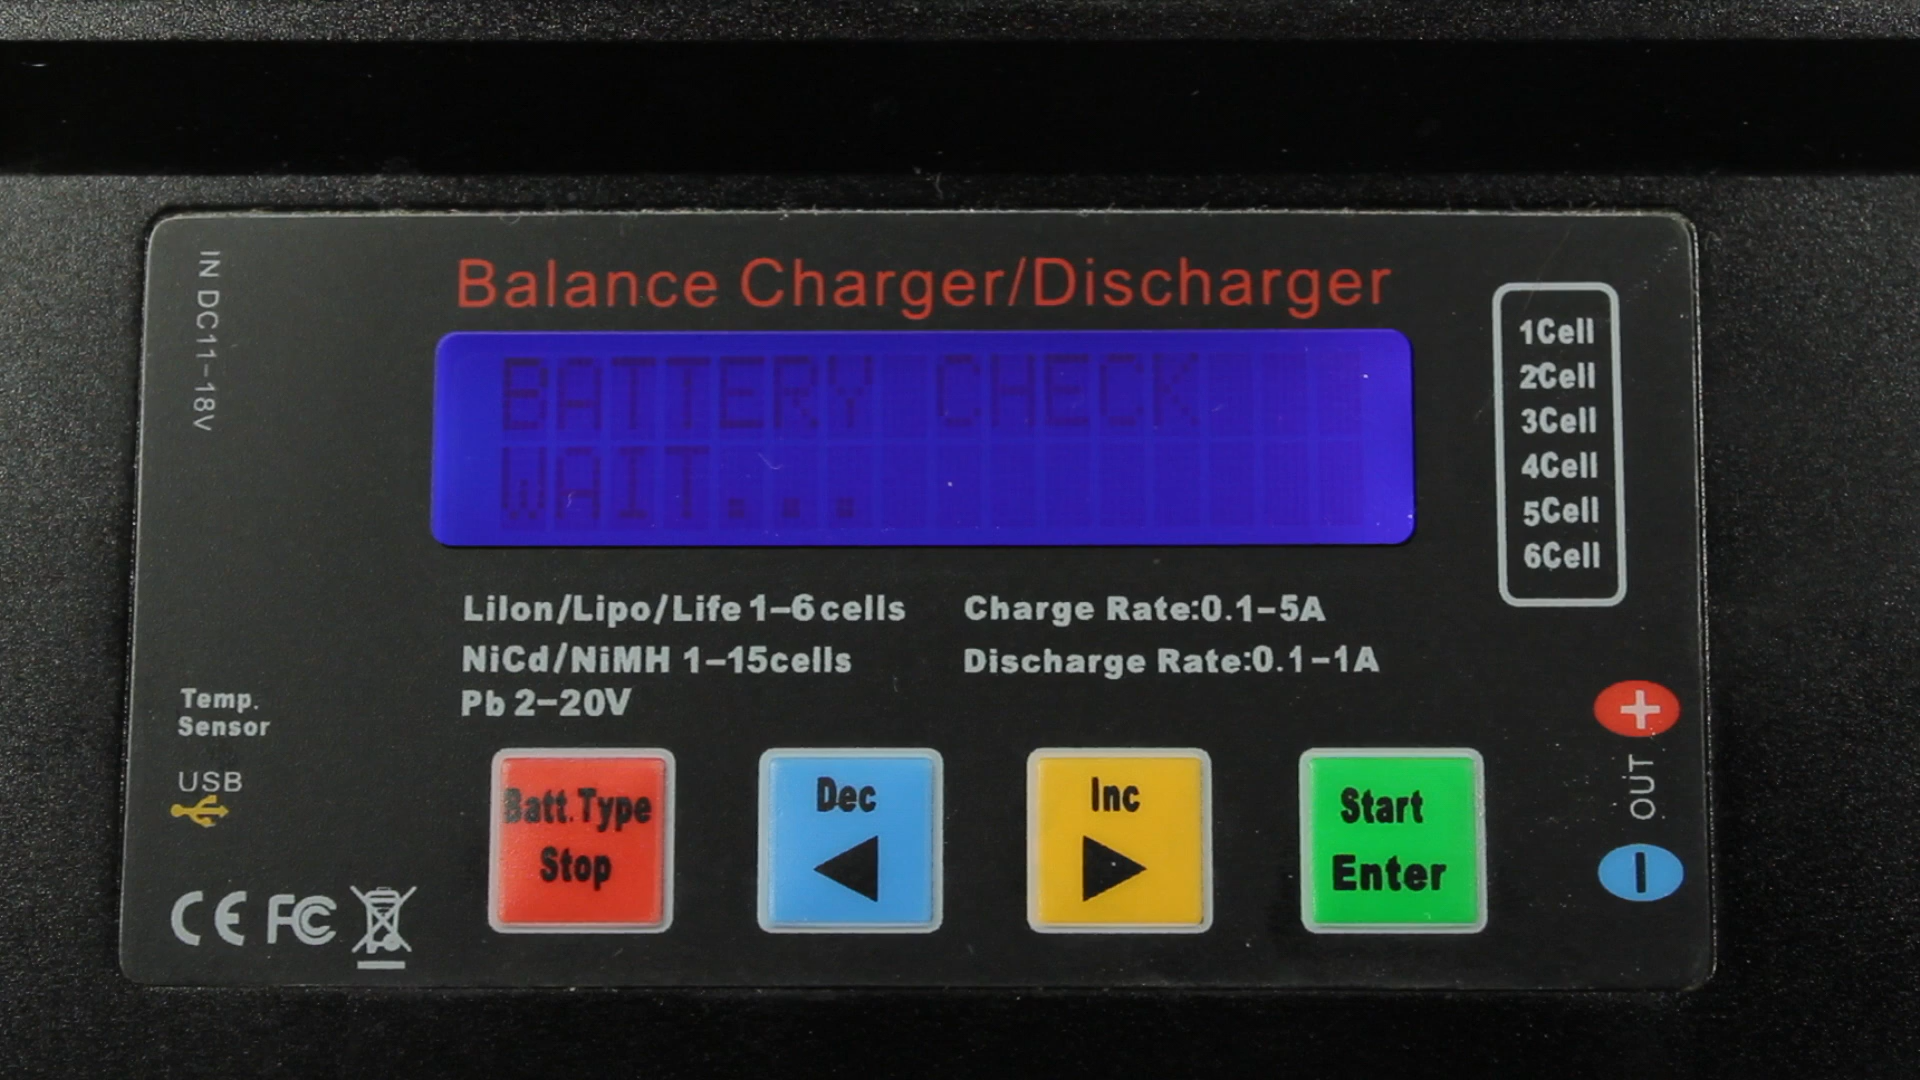 Balance Charger/Discharger
IN DC11-18V
BATTERY CHECK
WAIT...
1Cell
2Cell
3Cell
4Cell
5Cell
6Cell
LiIon/Lipo/Life 1-6cells
NiCd/NiMH 1-15cells
Pb 2-20V
Charge Rate:0.1-5A
Discharge Rate:0.1-1A
Temp.
Sensor
USB
Batt.Type
Stop
Dec
Inc
Start
Enter
+
OUT
-
CE FC